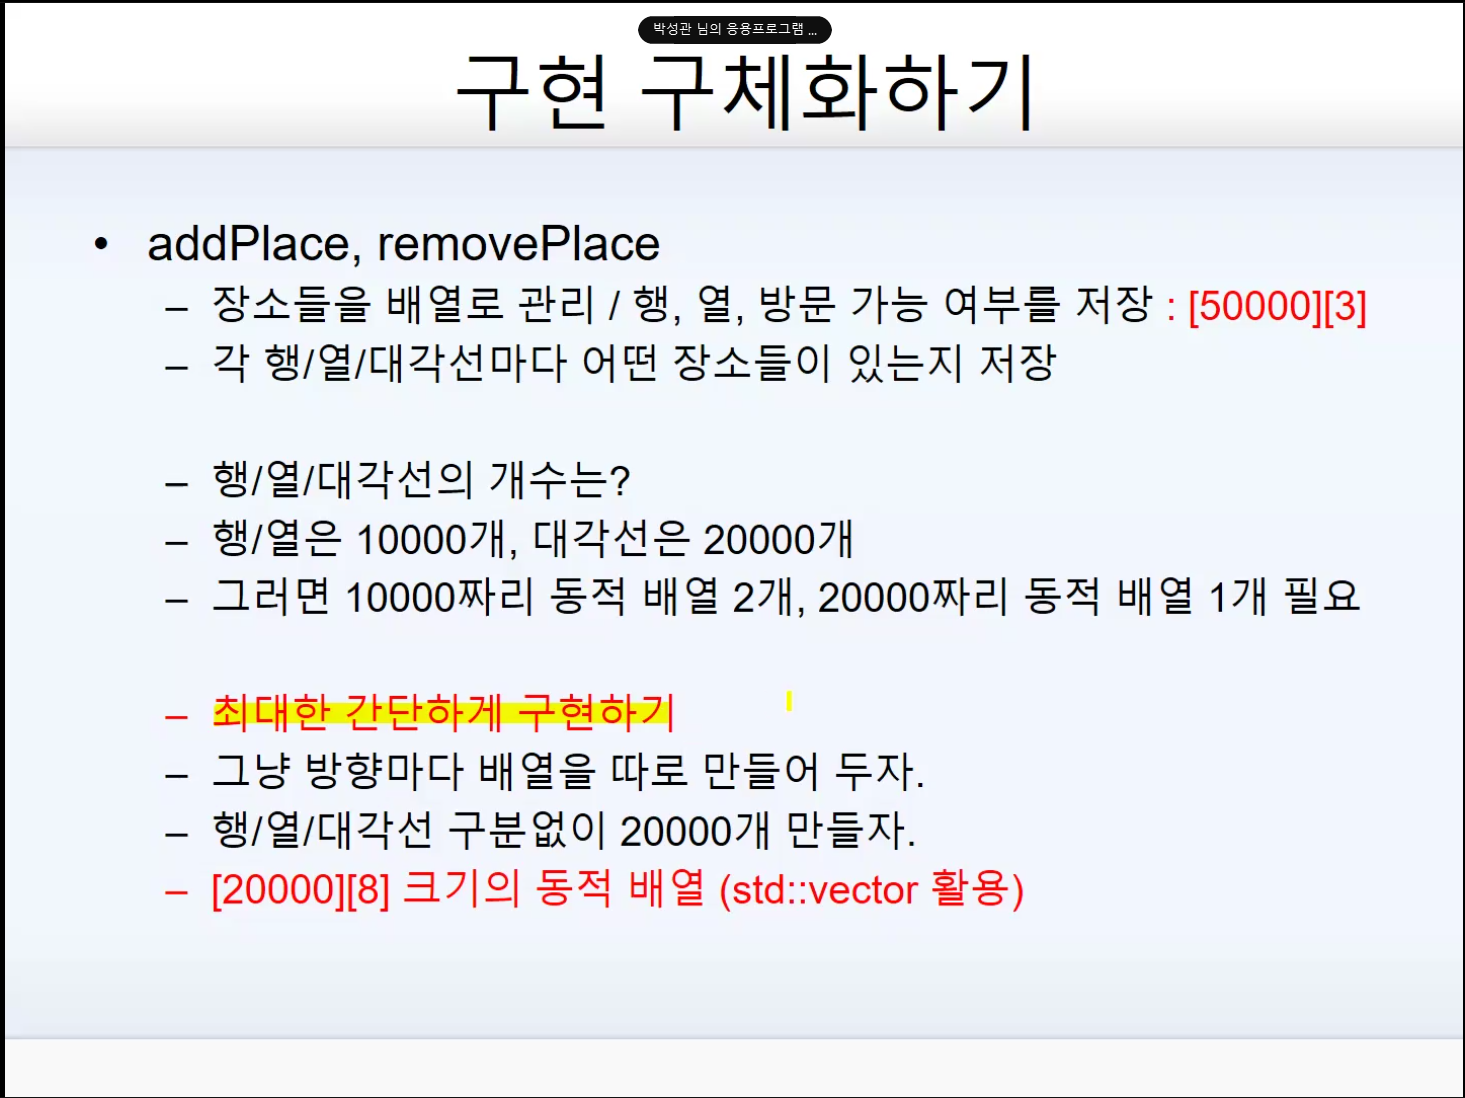 박성관 님의 응용프로그램 ...
구현 구체화하기
• addPlace, removePlace
– 장소들을 배열로 관리 / 행, 열, 방문 가능 여부를 저장 : [50000][3]
– 각 행/열/대각선마다 어떤 장소들이 있는지 저장
– 행/열/대각선의 개수는?
– 행/열은 10000개, 대각선은 20000개
– 그러면 10000짜리 동적 배열 2개, 20000짜리 동적 배열 1개 필요
– 최대한 간단하게 구현하기
– 그냥 방향마다 배열을 따로 만들어 두자.
– 행/열/대각선 구분없이 20000개 만들자.
– [20000][8] 크기의 동적 배열 (std::vector 활용)